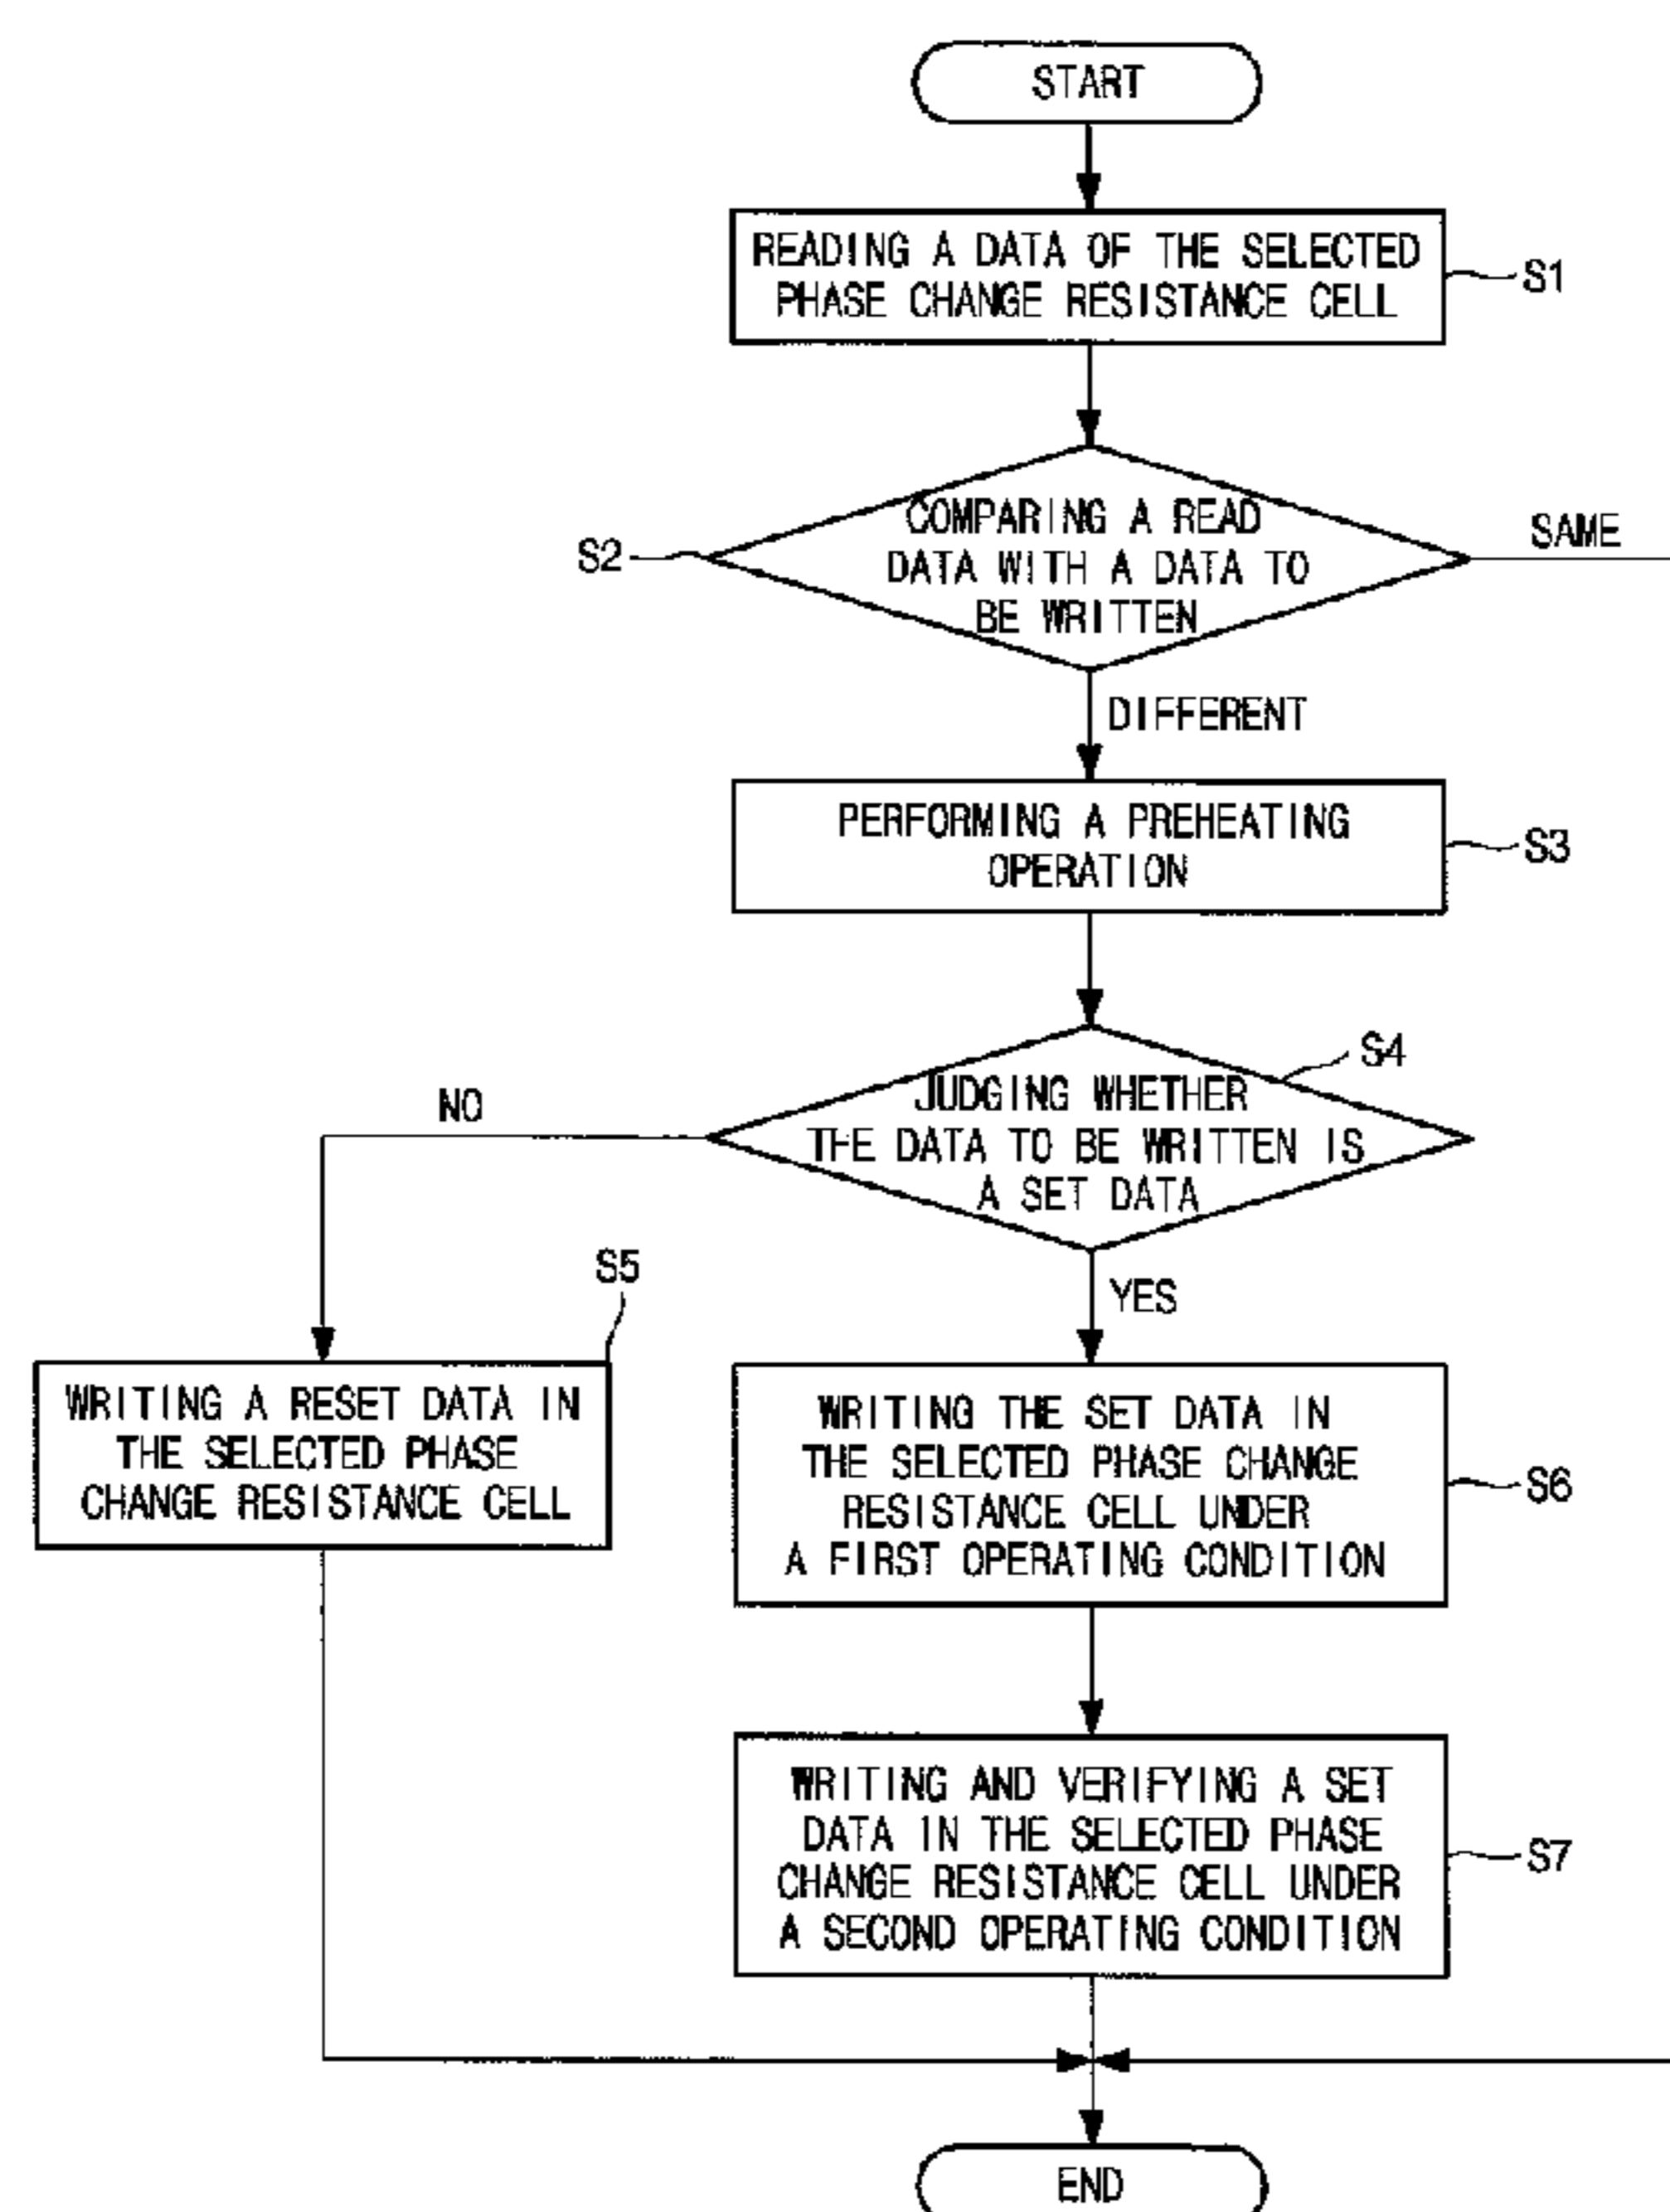 START
READING A DATA OF THE SELECTED
PHASE CHANGE RESISTANCE CELL
S1
COMPARING A READ
DATA WITH A DATA TO
BE WRITTEN
S2
SAME
DIFFERENT
PERFORMING A PREHEATING
OPERATION
S3
S4
JUDGING WHETHER
THE DATA TO BE WRITTEN IS
A SET DATA
NO
YES
S5
WRITING A RESET DATA IN
THE SELECTED PHASE
CHANGE RESISTANCE CELL
WRITING THE SET DATA IN
THE SELECTED PHASE CHANGE
RESISTANCE CELL UNDER
A FIRST OPERATING CONDITION
S6
WRITING AND VERIFYING A SET
DATA IN THE SELECTED PHASE
CHANGE RESISTANCE CELL UNDER
A SECOND OPERATING CONDITION
S7
END